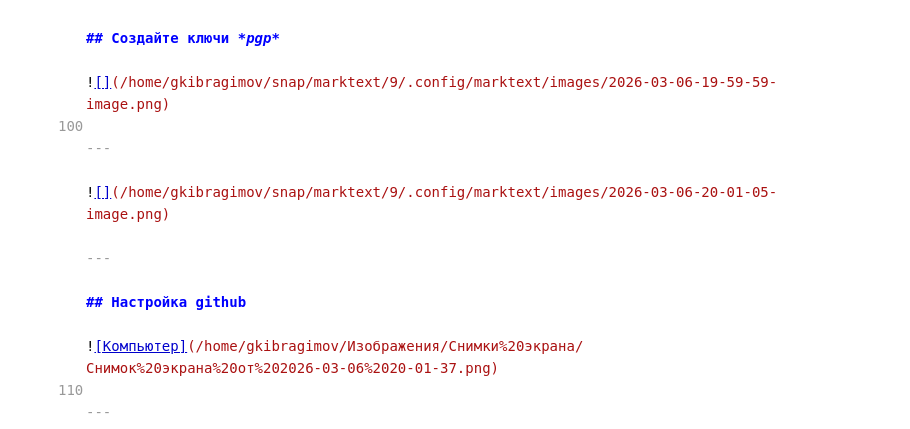 ## Создайте ключи *pgp*
![](/home/gkibragimov/snap/marktext/9/.config/marktext/images/2026-03-06-19-59-59-
image.png)
100
---
![](/home/gkibragimov/snap/marktext/9/.config/marktext/images/2026-03-06-20-01-05-
image.png)
---
## Настройка github
![Компьютер](/home/gkibragimov/Изображения/Снимки%20экрана/
Снимок%20экрана%20от%202026-03-06%2020-01-37.png)
110
---